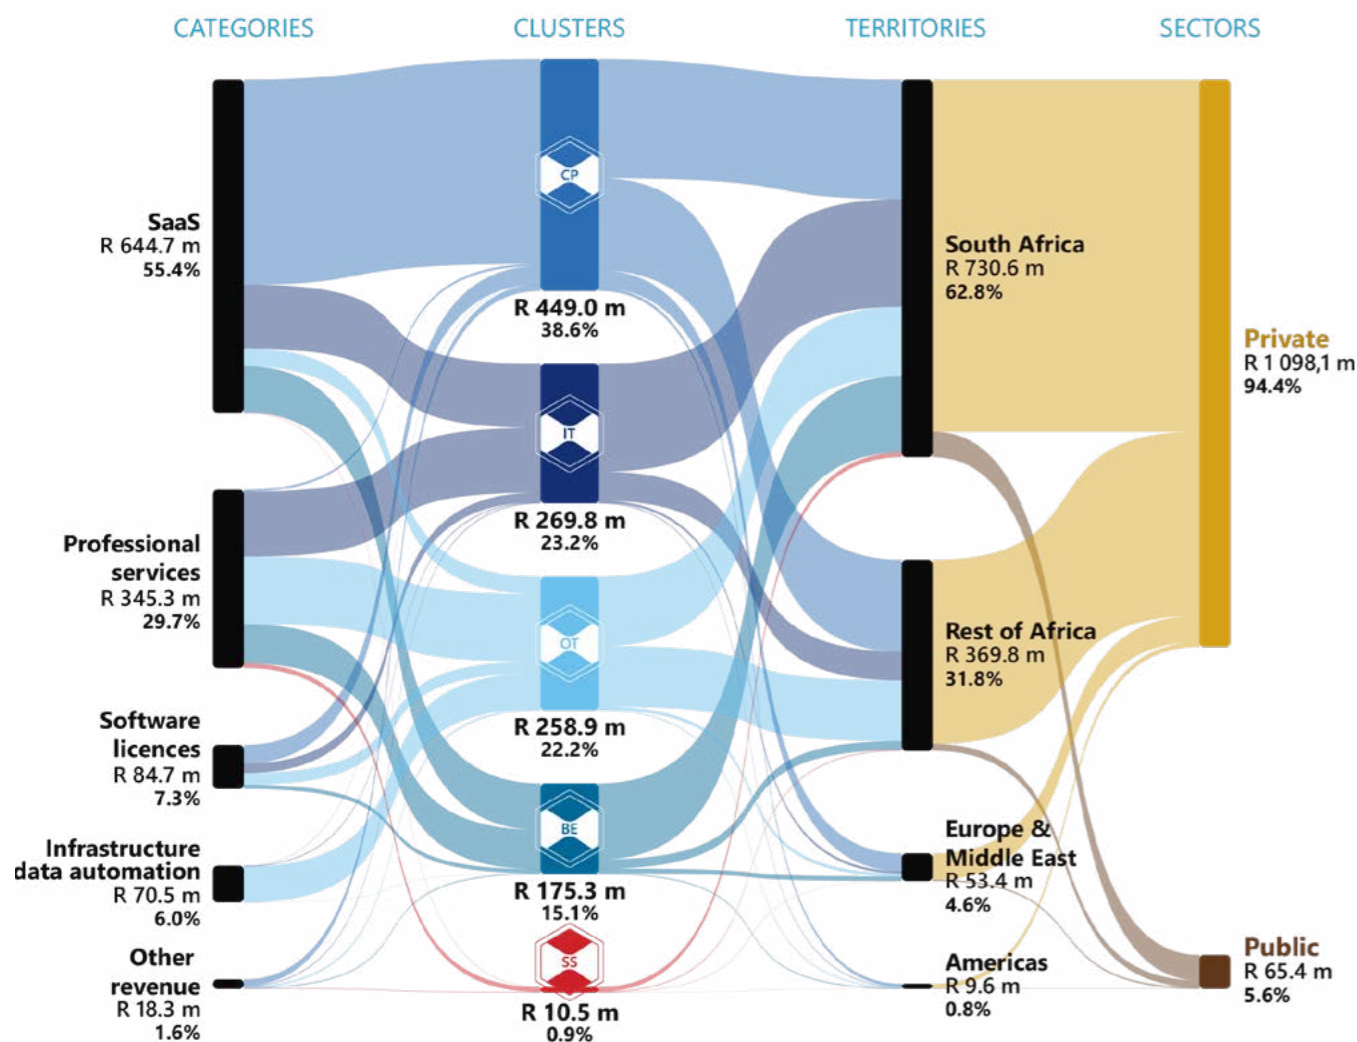 CATEGORIES
CLUSTERS
TERRITORIES
SECTORS
SaaS
R 644.7 m
55.4%
Professional
services
R 345.3 m
29.7%
Software
licences
R 84.7 m
7.3%
Infrastructure
data automation
R 70.5 m
6.0%
Other
revenue
R 18.3 m
1.6%
CP
R 449.0 m
38.6%
IT
R 269.8 m
23.2%
OT
R 258.9 m
22.2%
BE
R 175.3 m
15.1%
SS
R 10.5 m
0.9%
South Africa
R 730.6 m
62.8%
Rest of Africa
R 369.8 m
31.8%
Europe &
Middle East
R 53.4 m
4.6%
Americas
R 9.6 m
0.8%
Private
R 1 098,1 m
94.4%
Public
R 65.4 m
5.6%